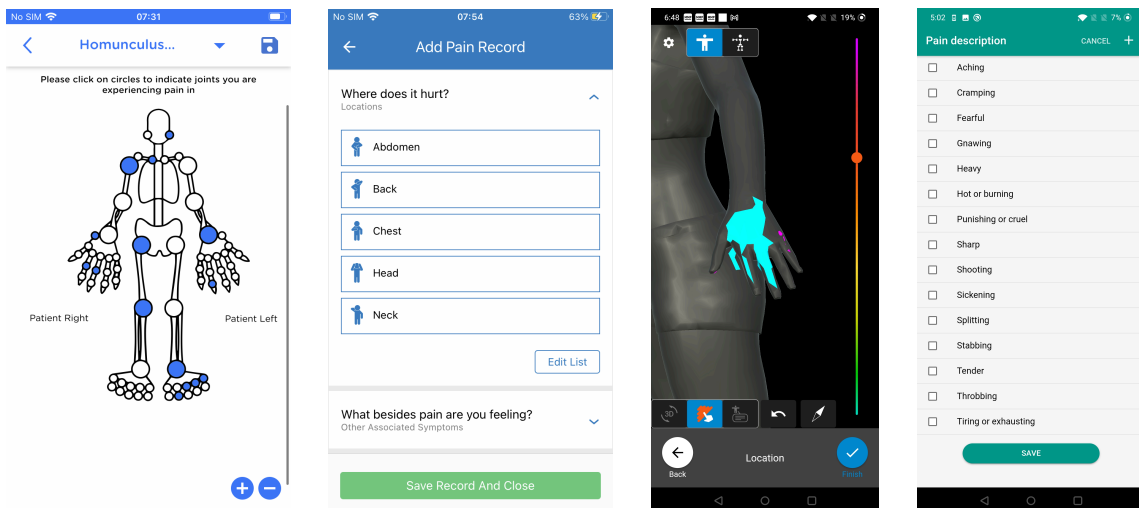 No SIM 07:31
Homunculus...
Please click on circles to indicate joints you are
experiencing pain in
Patient Right
Patient Left
No SIM 07:54 63%
Add Pain Record
Where does it hurt?
Locations
Abdomen
Back
Chest
Head
Neck
Edit List
What besides pain are you feeling?
Other Associated Symptoms
Save Record And Close
6:48 19%
3D
Back
Location
Finish
5:02 7%
Pain description CANCEL
Aching
Cramping
Fearful
Gnawing
Heavy
Hot or burning
Punishing or cruel
Sharp
Shooting
Sickening
Splitting
Stabbing
Tender
Throbbing
Tiring or exhausting
SAVE